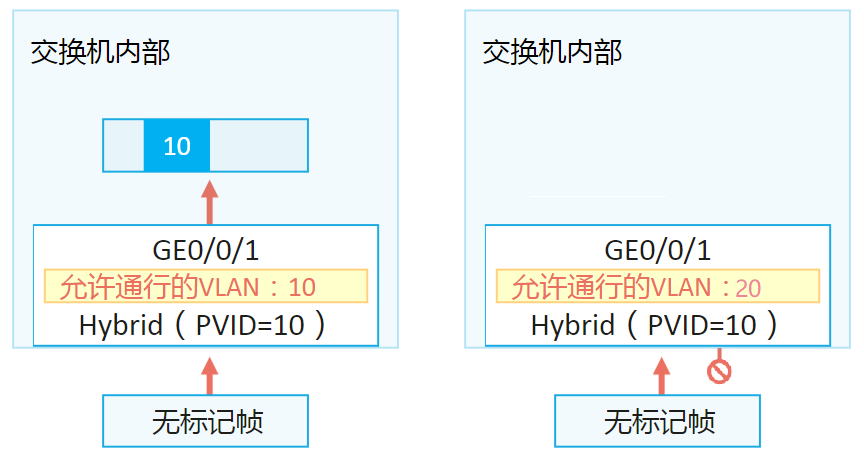 交换机内部
10
GE0/0/1
允许通行的VLAN：10
Hybrid（PVID=10）
无标记帧
交换机内部
GE0/0/1
允许通行的VLAN：20
Hybrid（PVID=10）
无标记帧